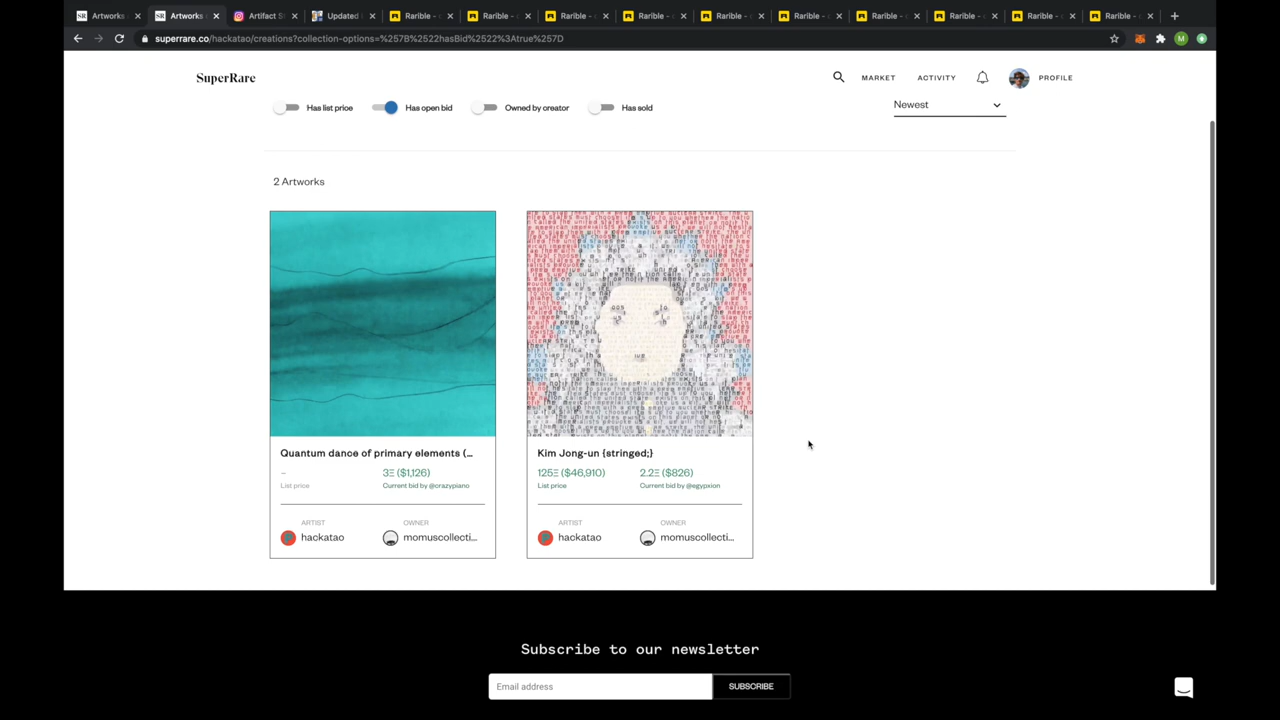 Artworks
Artworks
Artifact S
Updated
Rarible - c
Rarible - c
Rarible - c
Rarible - c
Rarible - c
Rarible - c
Rarible - c
Rarible - c
Rarible - c
Rarible - c
superrare.co/hackatao/creations?collection-options=%257B%2522hasBid%2522%3Atrue%257D
M
SuperRare
MARKET
ACTIVITY
PROFILE
Has list price
Has open bid
Owned by creator
Has sold
Newest
2 Artworks
Quantum dance of primary elements (...
–
3Ξ ($1,126)
List price
Current bid by @orazypiano
ARTIST
OWNER
hackatao
momuscollecti...
Kim Jong-un {stringed;}
125Ξ ($46,910)
2.2Ξ ($826)
List price
Current bid by @egypxion
ARTIST
OWNER
hackatao
momuscollecti...
Subscribe to our newsletter
Email address
SUBSCRIBE